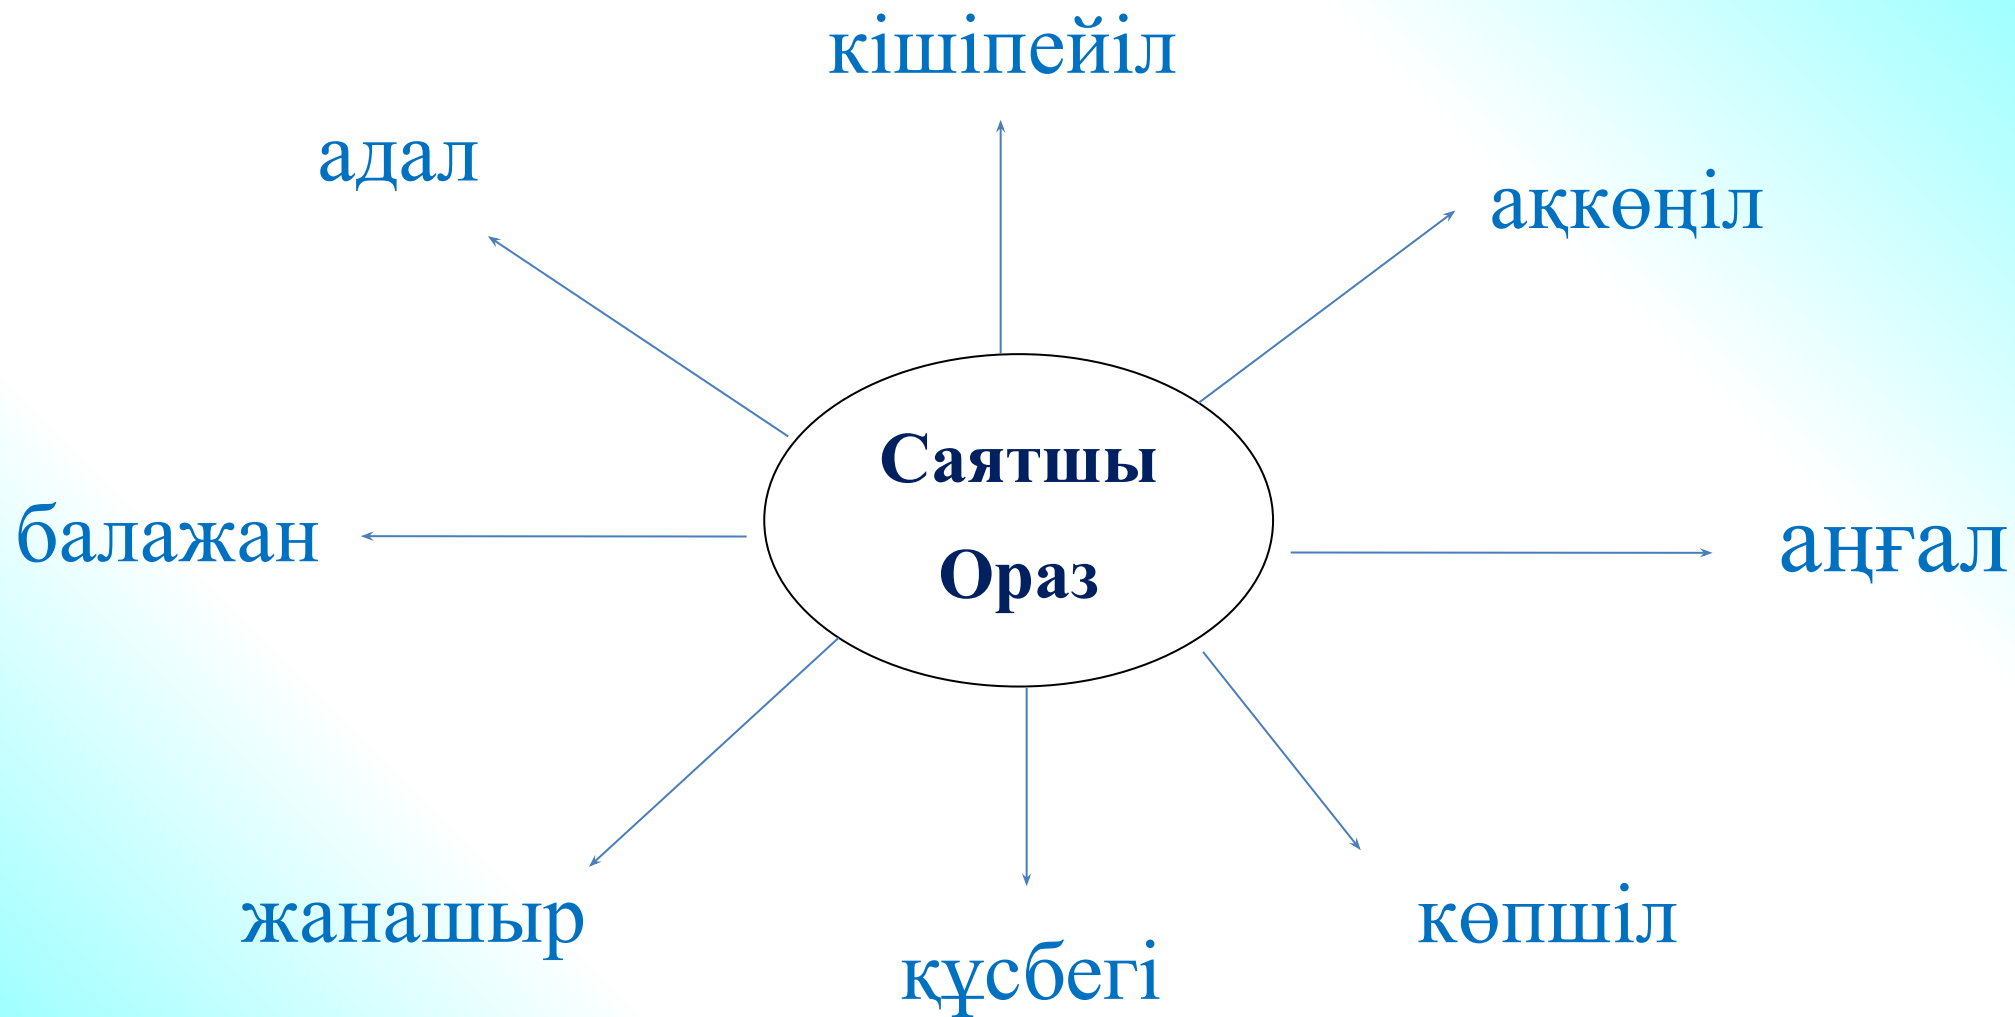 кішіпейіл
адал
ақкөңіл
Саятшы
Ораз
балажан
аңғал
жанашыр
көпшіл
құсбегі